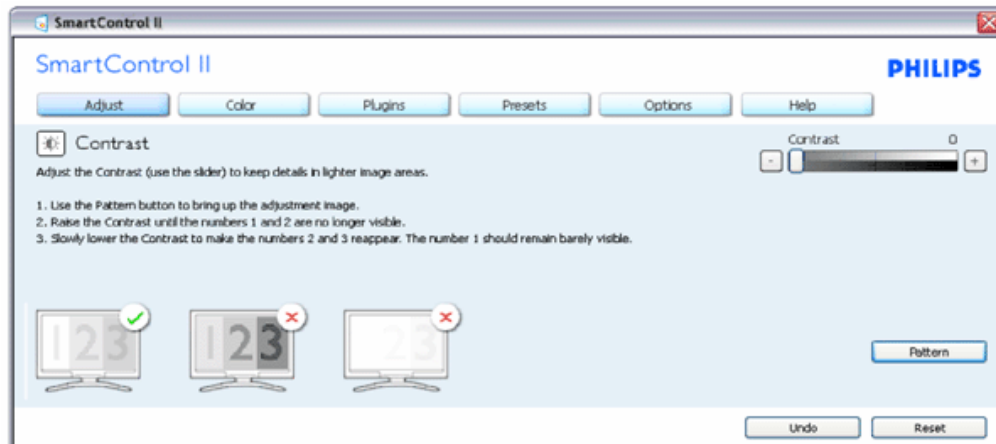 SmartControl II
SmartControl II
PHILIPS
Adjust Color Plugins Presets Options Help
Contrast
Contrast 0
- +
Adjust the Contrast (use the slider) to keep details in lighter image areas.
1. Use the Pattern button to bring up the adjustment image.
2. Raise the Contrast until the numbers 1 and 2 are no longer visible.
3. Slowly lower the Contrast to make the numbers 2 and 3 reappear. The number 1 should remain barely visible.
123 123 23
Pattern
Undo Reset